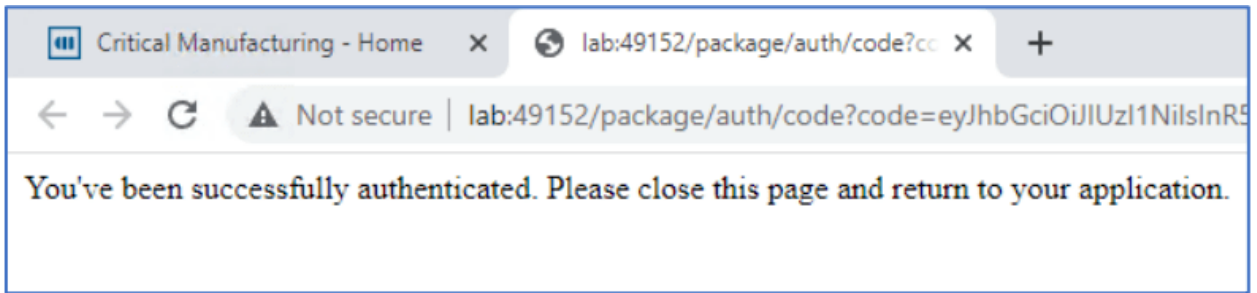 Critical Manufacturing - Home
lab:49152/package/auth/code?cc
Not secure | lab:49152/package/auth/code?code=eyJhbGciOiJIUzI1NiIsInR5
You've been successfully authenticated. Please close this page and return to your application.